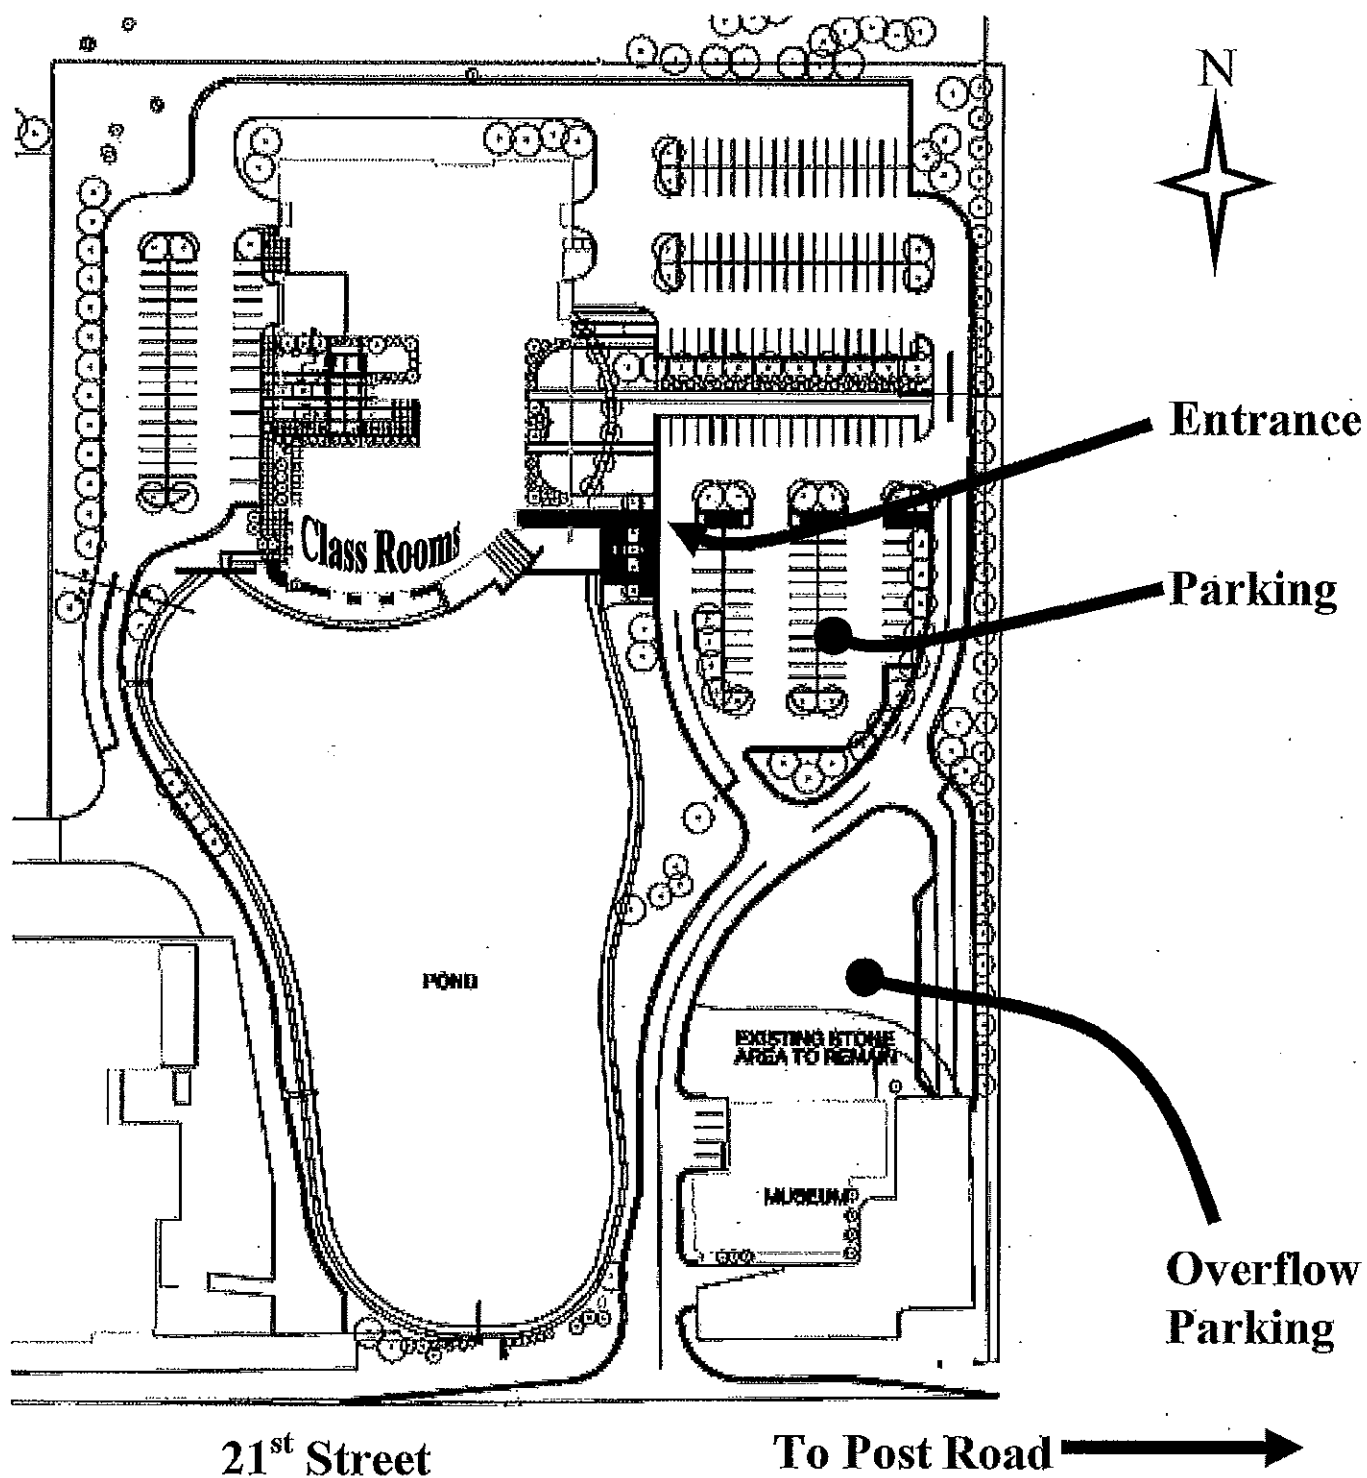 N
Entrance
Class Rooms
Parking
POND
EXISTING STONE
AREA TO REMAIN
MUSEUM
Overflow
Parking
21st Street
To Post Road